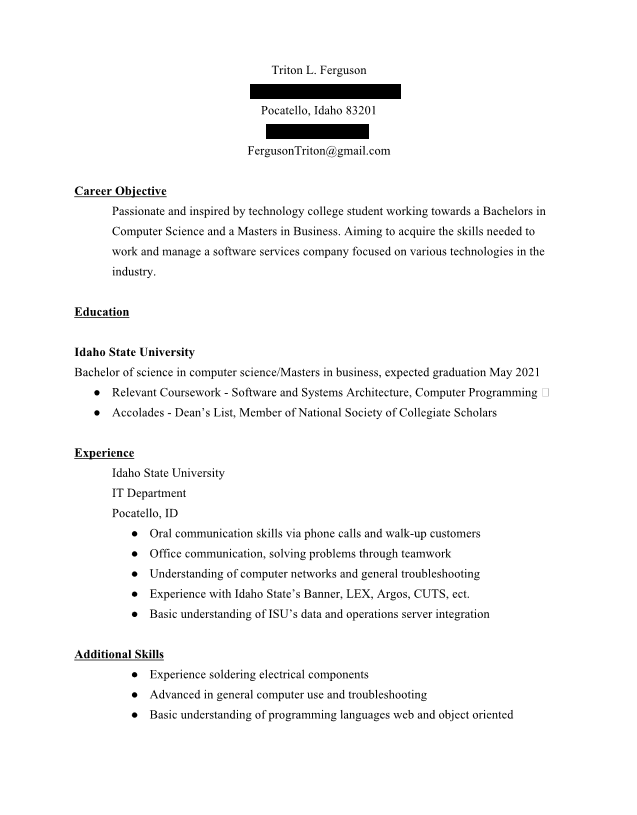 Triton L. Ferguson
Pocatello, Idaho 83201
FergusonTriton@gmail.com
Career Objective
Passionate and inspired by technology college student working towards a Bachelors in
Computer Science and a Masters in Business. Aiming to acquire the skills needed to
work and manage a software services company focused on various technologies in the
industry.
Education
Idaho State University
Bachelor of science in computer science/Masters in business, expected graduation May 2021
● Relevant Coursework - Software and Systems Architecture, Computer Programming
● Accolades - Dean’s List, Member of National Society of Collegiate Scholars
Experience
Idaho State University
IT Department
Pocatello, ID
● Oral communication skills via phone calls and walk-up customers
● Office communication, solving problems through teamwork
● Understanding of computer networks and general troubleshooting
● Experience with Idaho State’s Banner, LEX, Argos, CUTS, ect.
● Basic understanding of ISU’s data and operations server integration
Additional Skills
● Experience soldering electrical components
● Advanced in general computer use and troubleshooting
● Basic understanding of programming languages web and object oriented